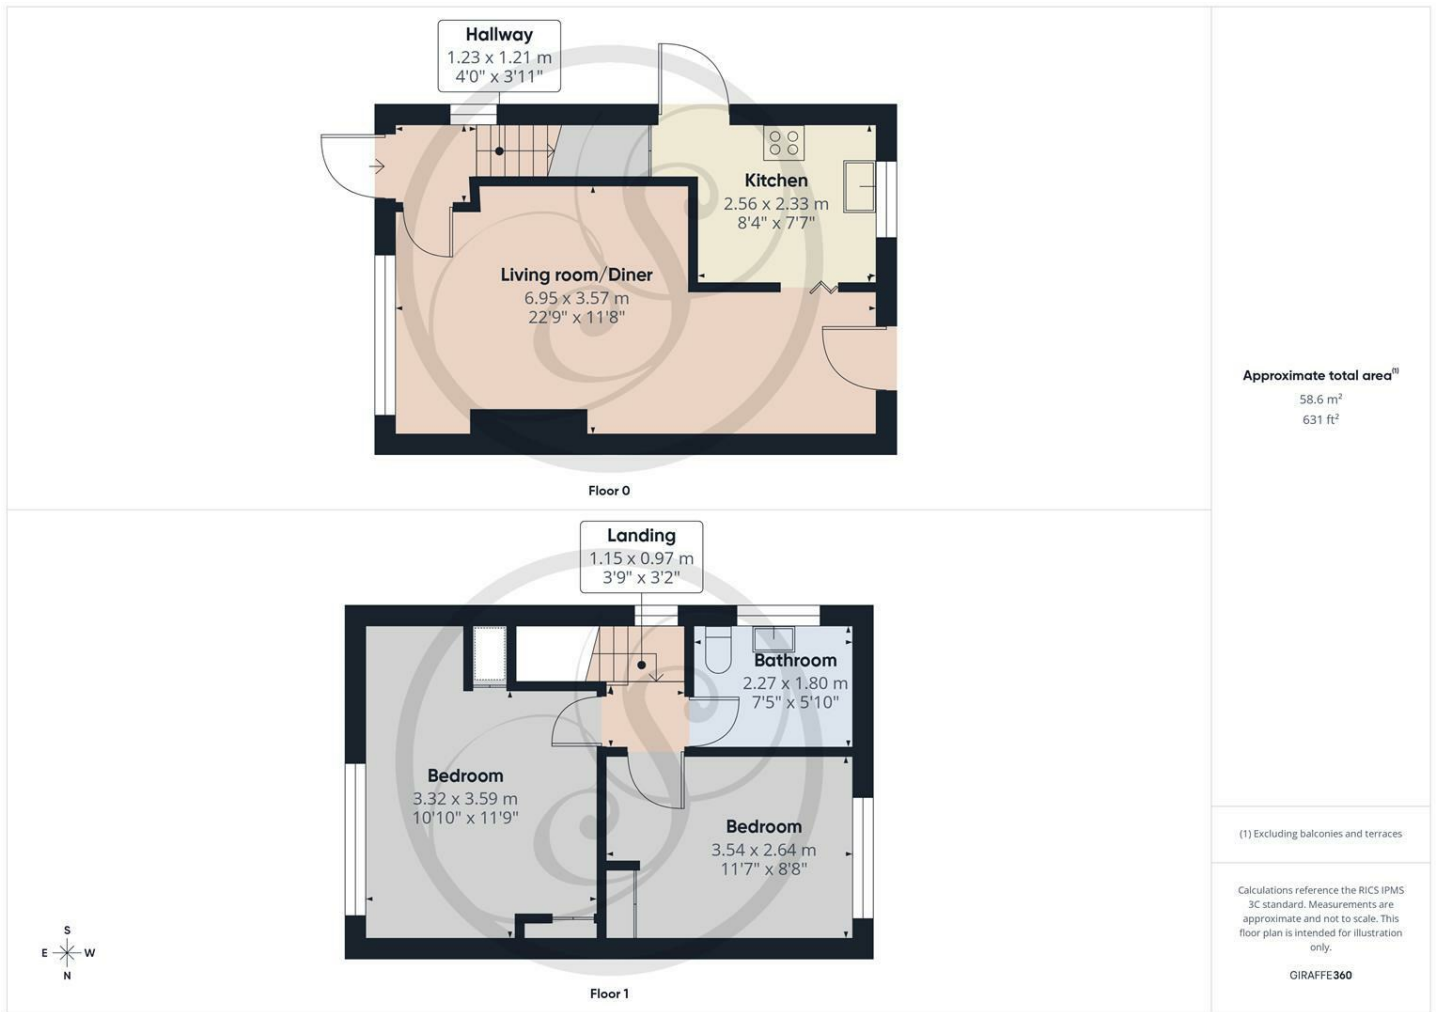 Hallway
1.23 x 1.21 m
4'0" x 3'11"
Kitchen
2.56 x 2.33 m
8'4" x 7'7"
Living room/Diner
6.95 x 3.57 m
22'9" x 11'8"
Floor 0
Landing
1.15 x 0.97 m
3'9" x 3'2"
Bathroom
2.27 x 1.80 m
7'5" x 5'10"
Bedroom
3.32 x 3.59 m
10'10" x 11'9"
Bedroom
3.54 x 2.64 m
11'7" x 8'8"
S
E W
N
Floor 1
Approximate total area(1)
58.6 m²
631 ft²
(1) Excluding balconies and terraces
Calculations reference the RICS IPMS
3C standard. Measurements are
approximate and not to scale. This
floor plan is intended for illustration
only.
GIRAFFE360